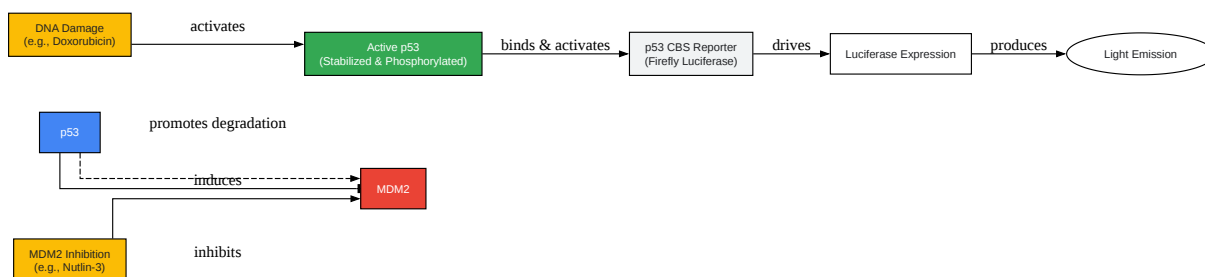 DNA Damage
(e.g., Doxorubicin)
activates
Active p53
(Stabilized & Phosphorylated)
binds & activates
p53 CBS Reporter
(Firefly Luciferase)
drives
Luciferase Expression
produces
Light Emission
p53
promotes degradation
induces
MDM2
MDM2 Inhibition
(e.g., Nutlin-3)
inhibits